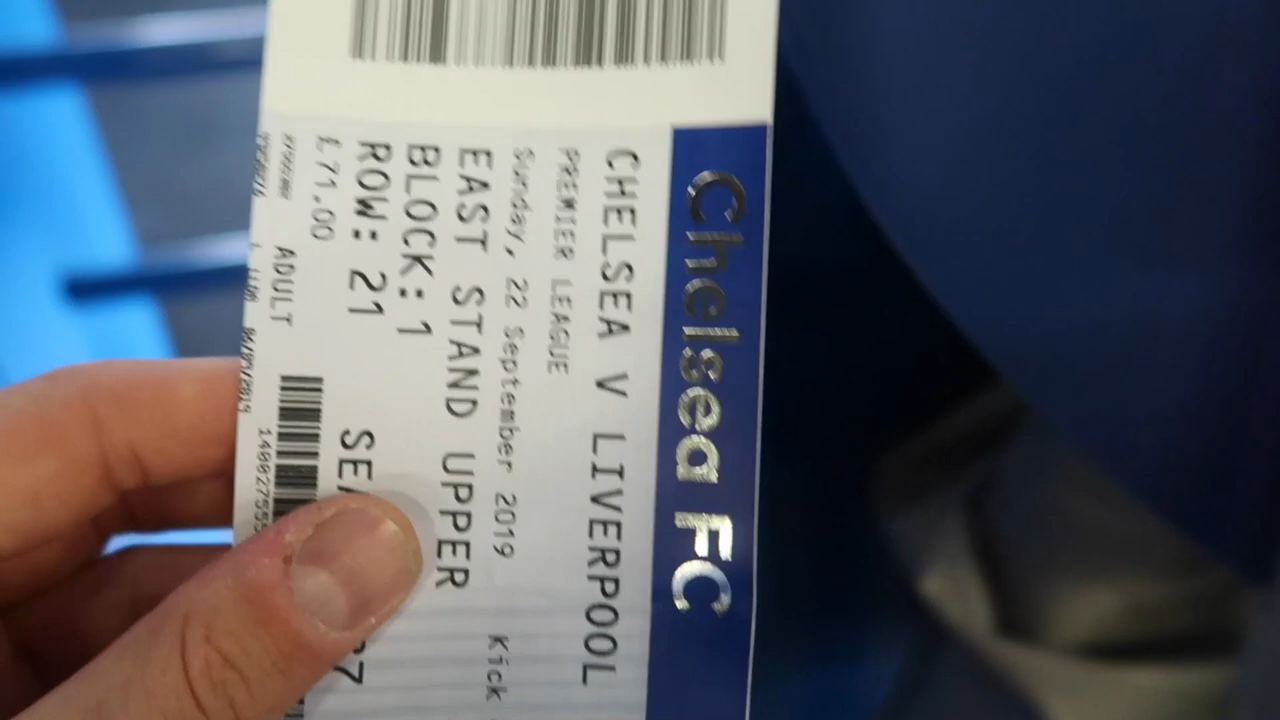 Chelsea FC
CHELSEA V LIVERPOOL
PREMIER LEAGUE
Sunday, 22 September 2019 Kick
EAST STAND UPPER
BLOCK: 1
ROW: 21
£71.00
ADULT